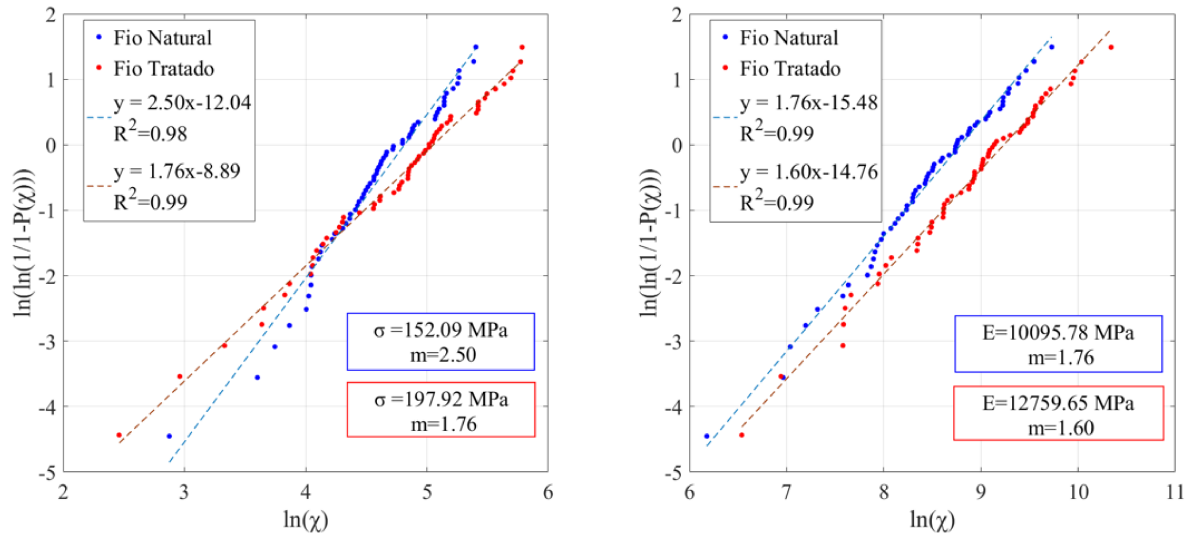 2
1
0
-1
-2
-3
-4
-5
ln(ln(1/1-P(χ)))
Fio Natural
Fio Tratado
y = 2.50x-12.04
R²=0.98
y = 1.76x-8.89
R²=0.99
σ =152.09 MPa
m=2.50
σ =197.92 MPa
m=1.76
2 3 4 5 6
ln(χ)
2
1
0
-1
-2
-3
-4
-5
ln(ln(1/1-P(χ)))
Fio Natural
Fio Tratado
y = 1.76x-15.48
R²=0.99
y = 1.60x-14.76
R²=0.99
E=10095.78 MPa
m=1.76
E=12759.65 MPa
m=1.60
6 7 8 9 10 11
ln(χ)